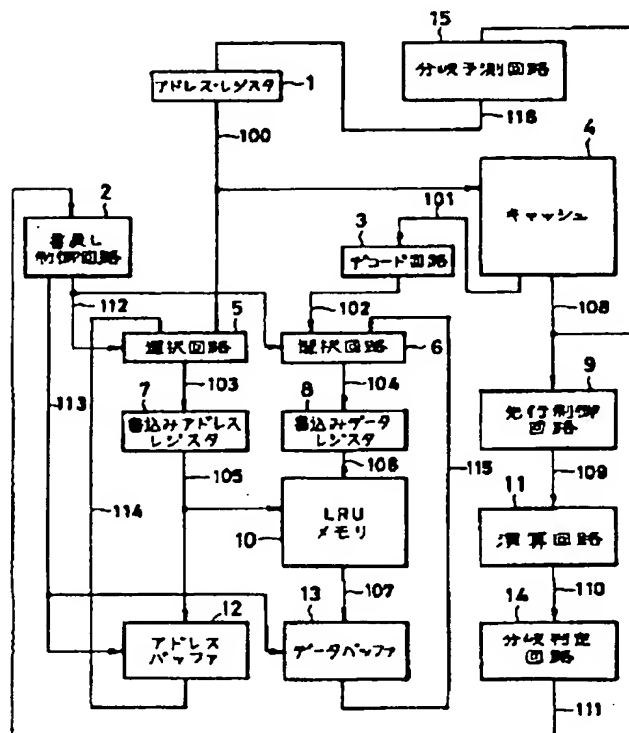 15
分岐予測回路
アドレス・レジスタ
1
116
100
4
キャッシュ
2
書戻し
制御回路
101
3
デコード回路
112
102
108
5
選択回路
選択回路
6
113
103
104
9
先行制御
回路
7
書込みアドレス
レジスタ
8
書込みデータ
レジスタ
105
106
115
109
114
LRU
メモリ
10
11
演算回路
107
110
12
アドレス
バッファ
13
データバッファ
14
分岐判定
回路
111